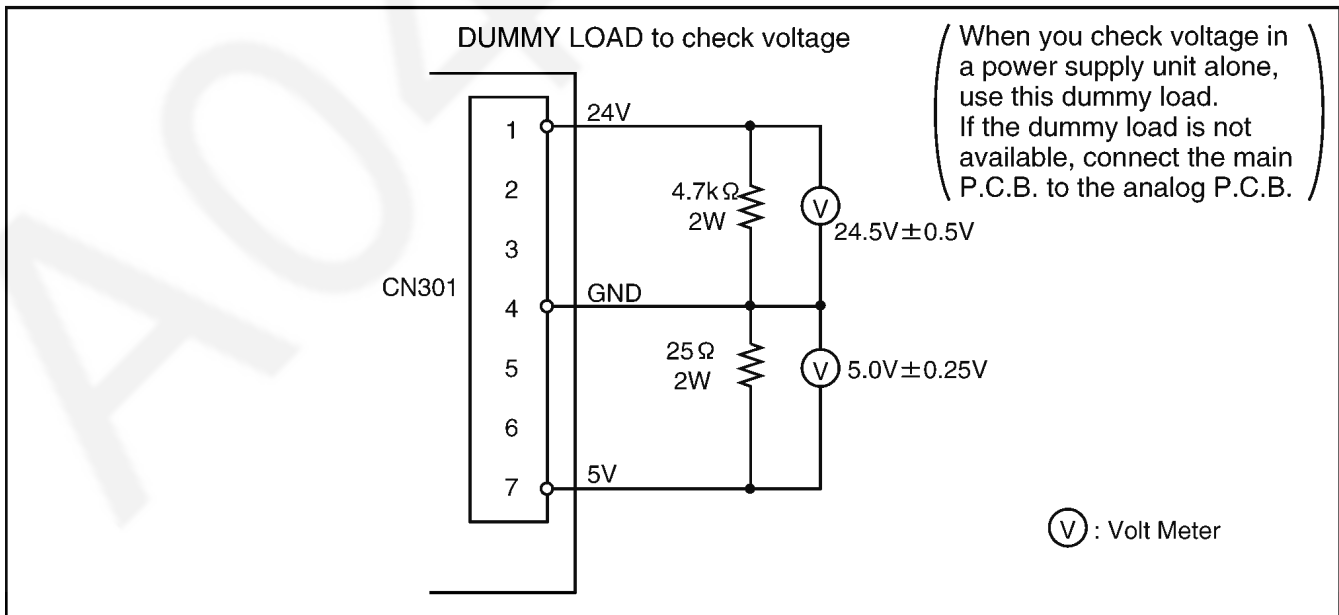 DUMMY LOAD to check voltage
When you check voltage in
a power supply unit alone,
use this dummy load.
If the dummy load is not
available, connect the main
P.C.B. to the analog P.C.B.
CN301
1
2
3
4
5
6
7
24V
GND
5V
4.7kΩ
2W
25Ω
2W
V
24.5V±0.5V
V
5.0V±0.25V
V : Volt Meter